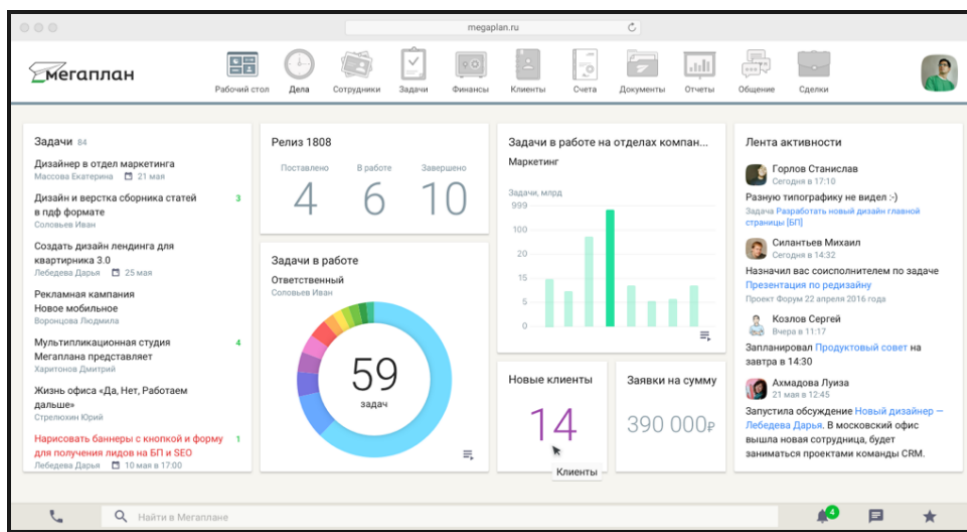 megaplan.ru
мегаплан
Рабочий стол
Дела
Сотрудники
Задачи
Финансы
Клиенты
Счета
Документы
Отчеты
Общение
Сделки
Задачи 84
Дизайнер в отдел маркетинга
Массова Екатерина 21 мая
Дизайн и верстка сборника статей 3
в пдф формате
Соловьев Иван
Создать дизайн лендинга для
квартирника 3.0
Лебедева Дарья 25 мая
Рекламная кампания
Новое мобильное
Воронцова Людмила
Мультипликационная студия 4
Мегаплана представляет
Харитонов Дмитрий
Жизнь офиса «Да, Нет, Работаем
дальше»
Стрелюхин Юрий
Нарисовать баннеры с кнопкой и форму 1
для получения лидов на БП и SEO
Лебедева Дарья 10 мая в 17:00
Релиз 1808
Поставлено В работе Завершено
4 6 10
Задачи в работе
Ответственный
Соловьев Иван
59
задач
Задачи в работе на отделах компан...
Маркетинг
Задачи, млрд
999
100
20
15
5
0
Новые клиенты
14
Клиенты
Заявки на сумму
390 000₽
Лента активности
Горлов Станислав
Сегодня в 17:10
Разную типографику не видел :-)
Задача Разработать новый дизайн главной
страницы [БП]
Силантьев Михаил
Сегодня в 14:32
Назначил вас соисполнителем по задаче
Презентация по редизайну
Проект Форум 22 апреля 2016 года
Козлов Сергей
Вчера в 11:17
Запланировал Продуктовый совет на
завтра в 14:30
Ахмадова Луиза
21 мая в 12:45
Запустила обсуждение Новый дизайнер —
Лебедева Дарья. В московский офис
вышла новая сотрудница, будет
заниматься проектами команды CRM.
Найти в Мегаплане
4